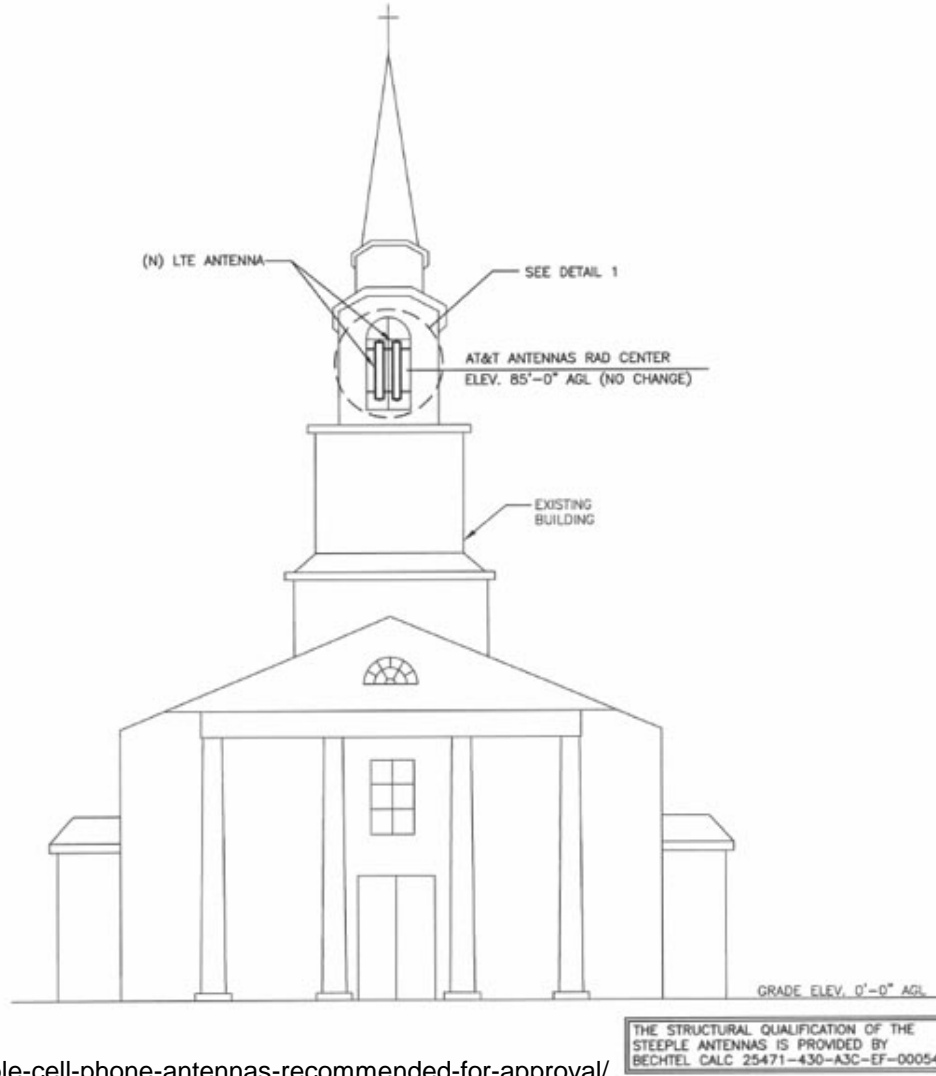 (N) LTE ANTENNA
SEE DETAIL 1
AT&T ANTENNAS RAD CENTER
ELEV. 85'-0" AGL (NO CHANGE)
EXISTING
BUILDING
GRADE ELEV. 0'-0" AGL
THE STRUCTURAL QUALIFICATION OF THE
STEEPLE ANTENNAS IS PROVIDED BY
BECHTEL CALC 25471-430-A3C-EF-00054
ple-cell-phone-antennas-recommended-for-approval/